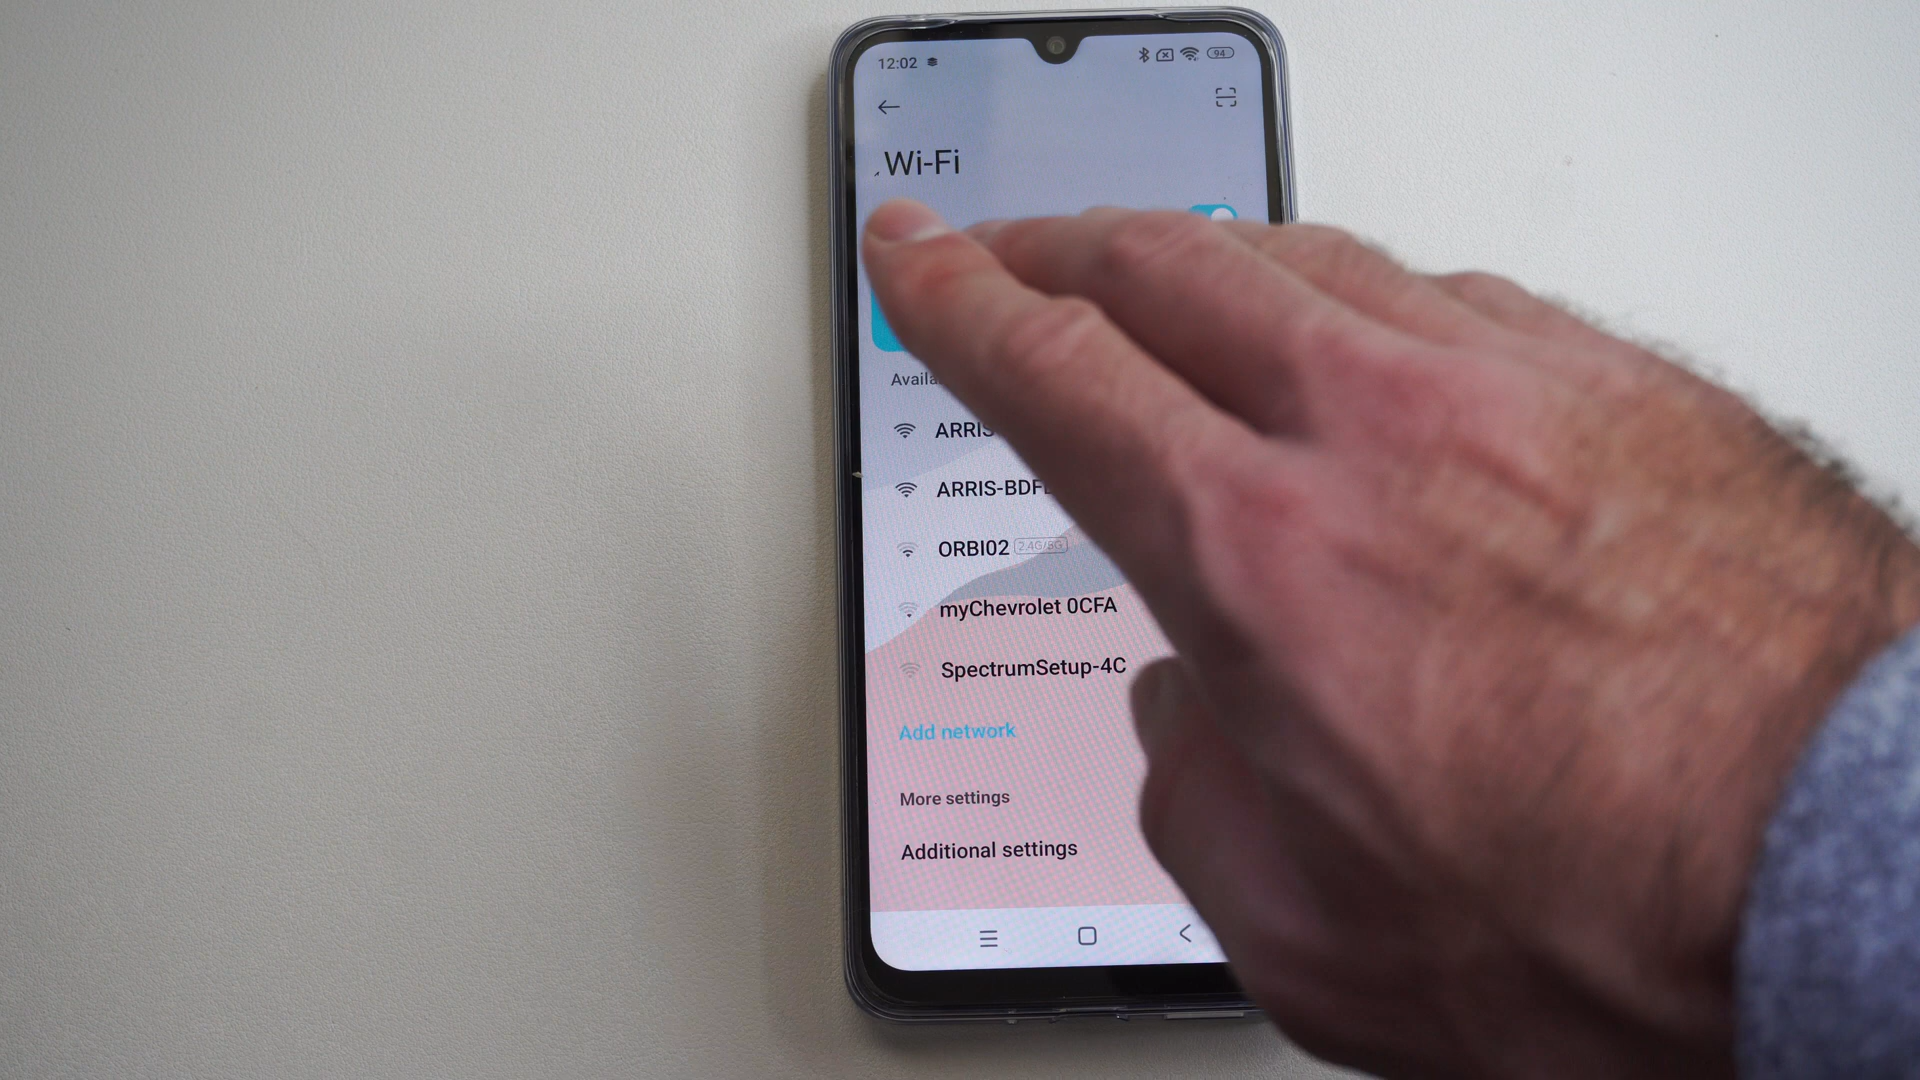 12:02
94
Wi-Fi
ARRIS
ARRIS-BDF
ORBI02 2.4G/5G
myChevrolet 0CFA
SpectrumSetup-4C
Add network
More settings
Additional settings